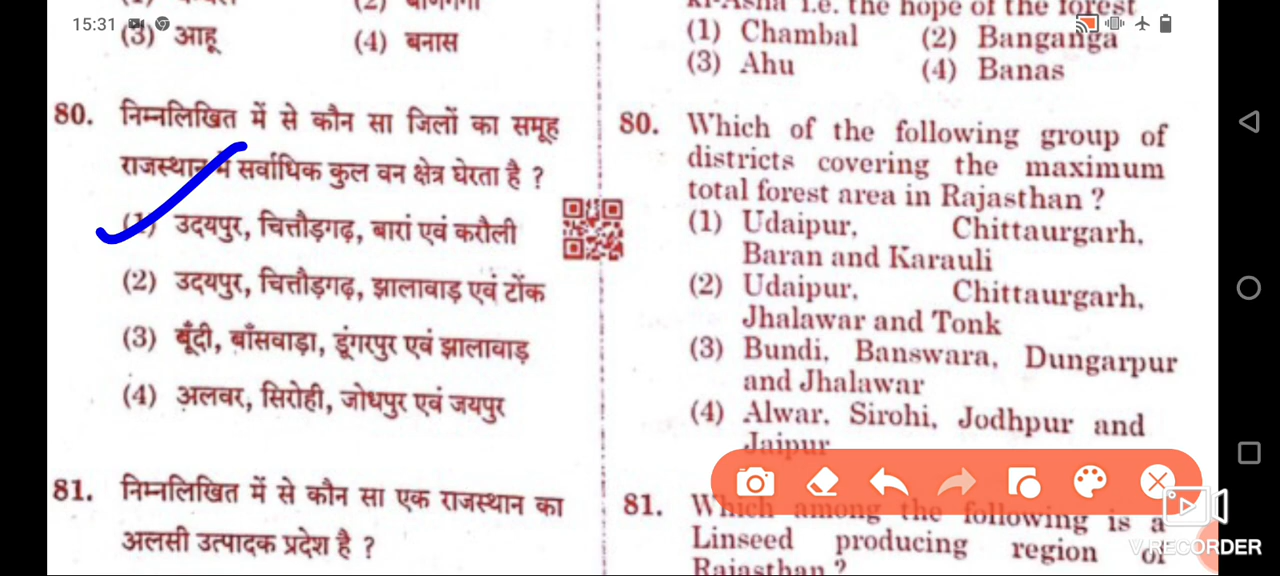 15:31
(3) आहू (4) बनास
80. निम्नलिखित में से कौन सा जिलों का समूह
राजस्थान में सर्वाधिक कुल वन क्षेत्र घेरता है ?
(1) उदयपुर, चित्तौड़गढ़, बारां एवं करौली
(2) उदयपुर, चित्तौड़गढ़, झालावाड़ एवं टोंक
(3) बूँदी, बाँसवाड़ा, डूंगरपुर एवं झालावाड़
(4) अलवर, सिरोही, जोधपुर एवं जयपुर
81. निम्नलिखित में से कौन सा एक राजस्थान का
अलसी उत्पादक प्रदेश है ?
ki-Asha i.e. the hope of the forest
(1) Chambal (2) Banganga
(3) Ahu (4) Banas
80. Which of the following group of
districts covering the maximum
total forest area in Rajasthan ?
(1) Udaipur, Chittaurgarh,
Baran and Karauli
(2) Udaipur, Chittaurgarh,
Jhalawar and Tonk
(3) Bundi, Banswara, Dungarpur
and Jhalawar
(4) Alwar, Sirohi, Jodhpur and
Jaipur
81. Which among the following is a
Linseed producing region of
Rajasthan ?
V RECORDER